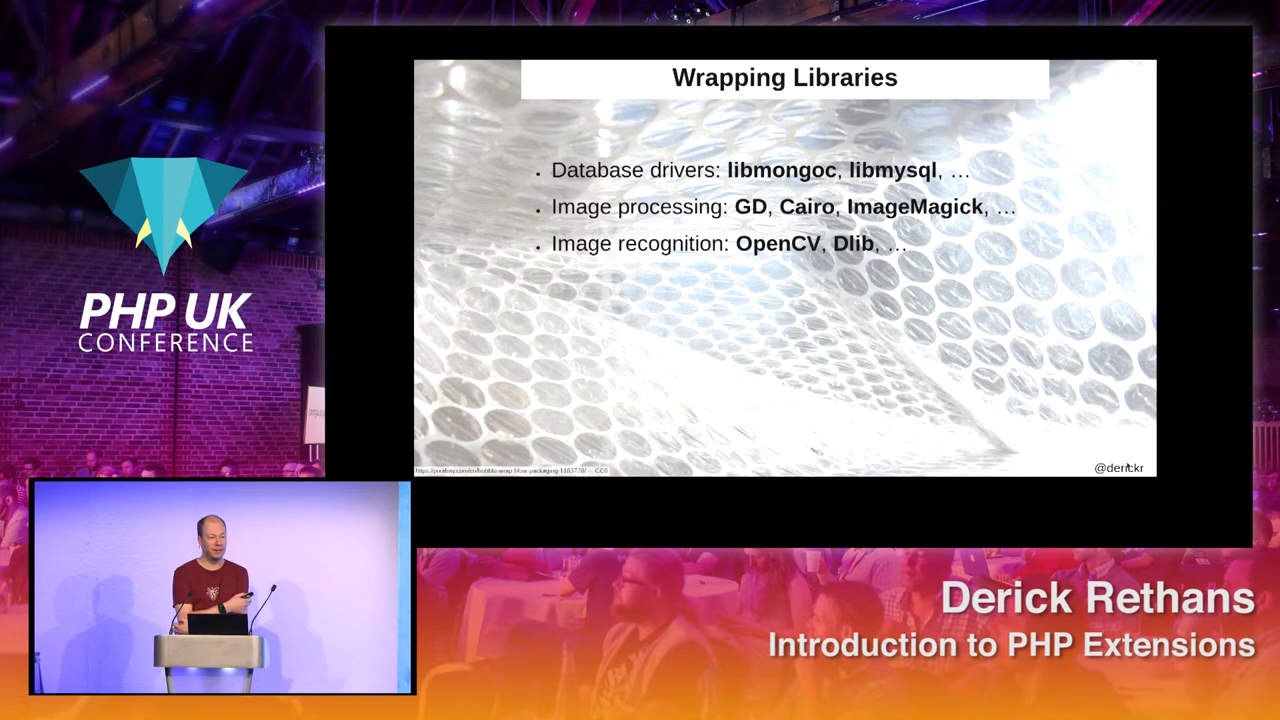 Wrapping Libraries
Database drivers: libmongoc, libmysql, …
Image processing: GD, Cairo, ImageMagick, …
Image recognition: OpenCV, Dlib, …
@derickr
PHP UK
CONFERENCE
Derick Rethans
Introduction to PHP Extensions